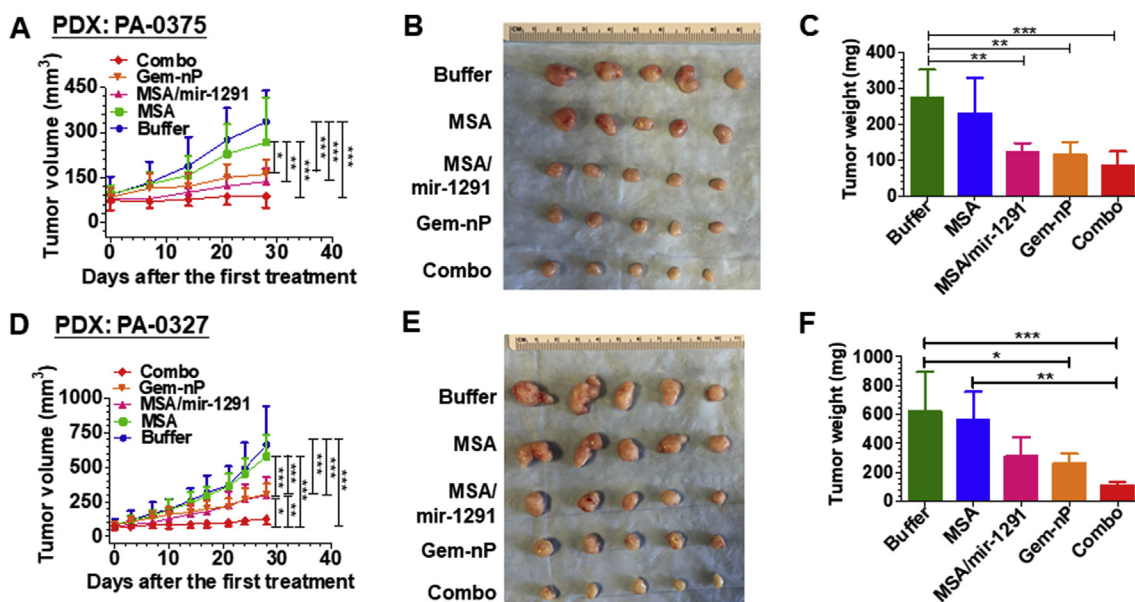 A PDX: PA-0375
Combo
Gem-nP
MSA/mir-1291
MSA
Buffer
Tumor volume (mm³)
450
300
150
0
0 10 20 30 40
Days after the first treatment
*
**
***
***
***
***
B
Buffer
MSA
MSA/
mir-1291
Gem-nP
Combo
C
***
**
**
Tumor weight (mg)
400
300
200
100
0
Buffer
MSA
MSA/mir-1291
Gem-nP
Combo
D PDX: PA-0327
Combo
Gem-nP
MSA/mir-1291
MSA
Buffer
Tumor volume (mm³)
1000
750
500
250
0
0 10 20 30 40
Days after the first treatment
***
***
***
*
**
***
***
***
E
Buffer
MSA
MSA/
mir-1291
Gem-nP
Combo
F
***
*
**
Tumor weight (mg)
1000
800
600
400
200
0
Buffer
MSA
MSA/mir-1291
Gem-nP
Combo